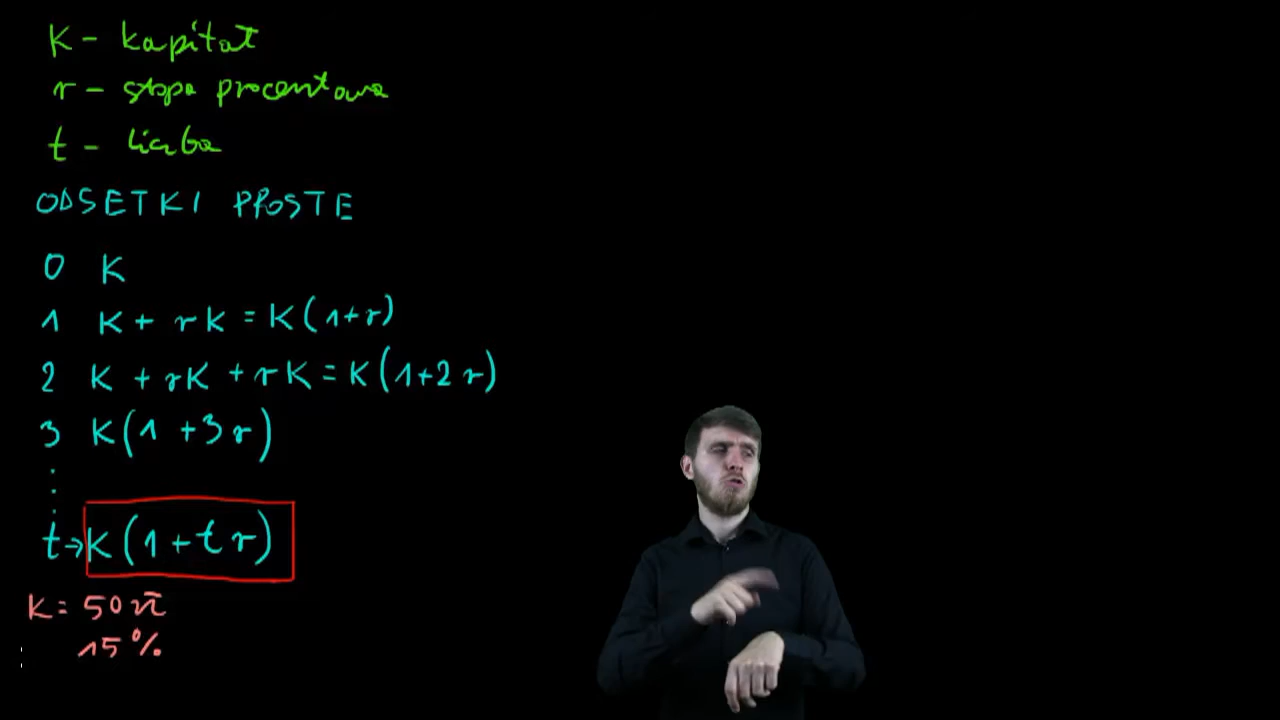 K - kapitał
r - stopa procentowa
t - liczba
ODSETKI PROSTE
0 K
1 K + rK = K(1+r)
2 K + rK + rK = K(1+2r)
3 K(1+3r)
⋮
t → K(1+tr)
K = 50 zł
15%